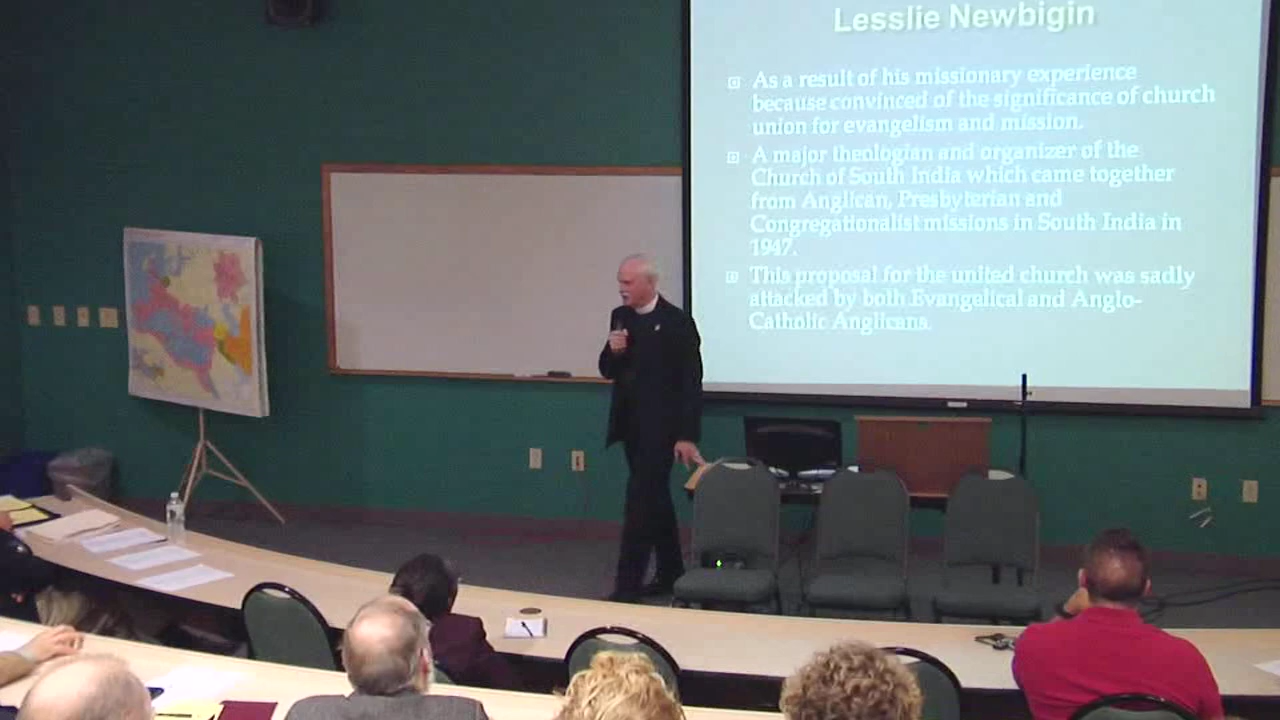 Lesslie Newbigin
As a result of his missionary experience
because convinced of the significance of church
union for evangelism and mission.
A major theologian and organizer of the
Church of South India which came together
from Anglican, Presbyterian and
Congregationalist missions in South India in
1947.
This proposal for the united church was sadly
attacked by both Evangelical and Anglo-
Catholic Anglicans.